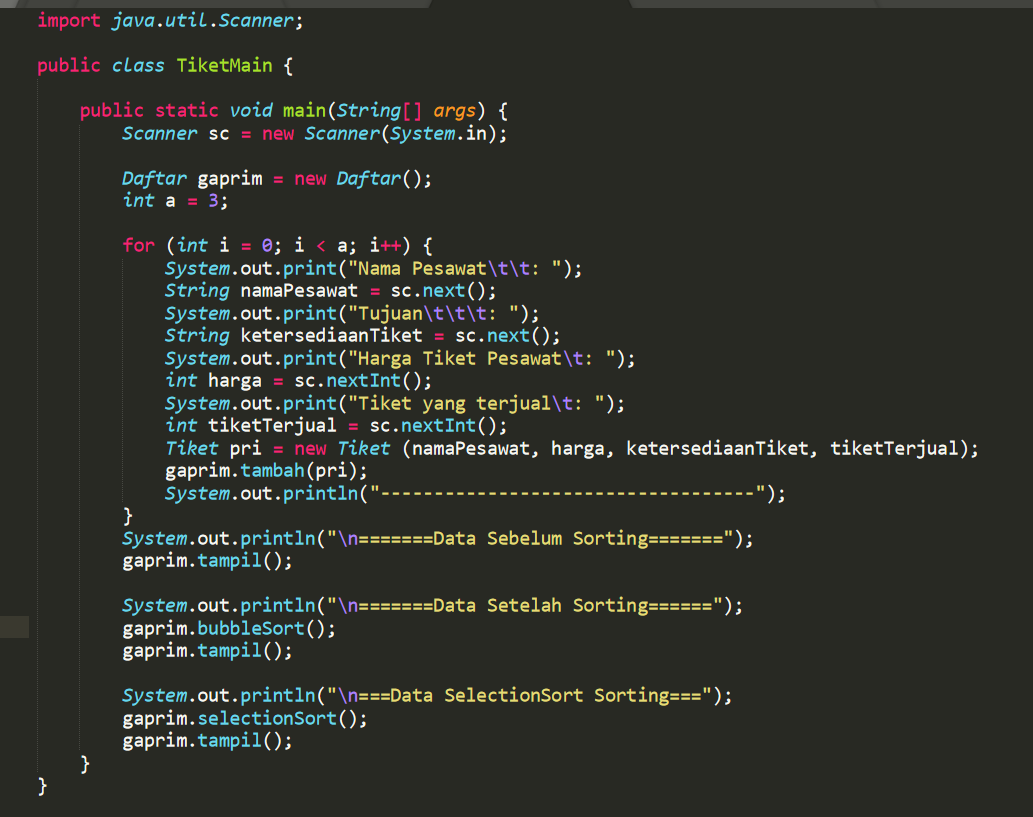 import java.util.Scanner;
public class TiketMain {
public static void main(String[] args) {
Scanner sc = new Scanner(System.in);
Daftar gaprim = new Daftar();
int a = 3;
for (int i = 0; i < a; i++) {
System.out.print("Nama Pesawat\t\t: ");
String namaPesawat = sc.next();
System.out.print("Tujuan\t\t\t: ");
String ketersediaanTiket = sc.next();
System.out.print("Harga Tiket Pesawat\t: ");
int harga = sc.nextInt();
System.out.print("Tiket yang terjual\t: ");
int tiketTerjual = sc.nextInt();
Tiket pri = new Tiket (namaPesawat, harga, ketersediaanTiket, tiketTerjual);
gaprim.tambah(pri);
System.out.println("-----------------------------------");
}
System.out.println("\n=======Data Sebelum Sorting=======");
gaprim.tampil();
System.out.println("\n=======Data Setelah Sorting======");
gaprim.bubbleSort();
gaprim.tampil();
System.out.println("\n===Data SelectionSort Sorting===");
gaprim.selectionSort();
gaprim.tampil();
}
}